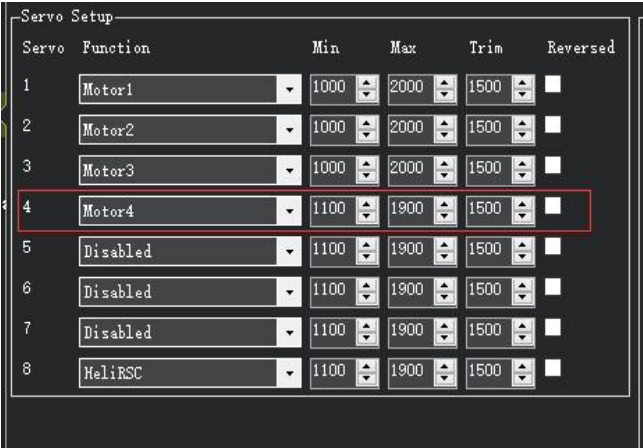 Servo Setup
Servo Function Min Max Trim Reversed
1 Motor1 1000 2000 1500
2 Motor2 1000 2000 1500
3 Motor3 1000 2000 1500
4 Motor4 1100 1900 1500
5 Disabled 1100 1900 1500
6 Disabled 1100 1900 1500
7 Disabled 1100 1900 1500
8 HeliRSC 1100 1900 1500